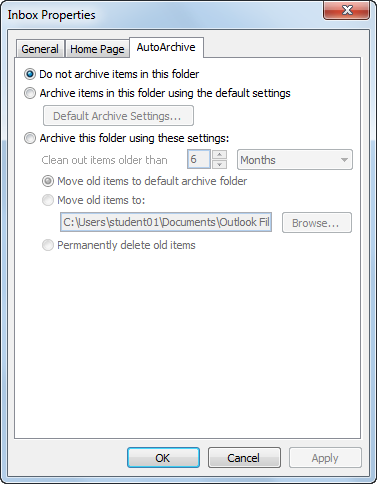 Inbox Properties
General Home Page AutoArchive
Do not archive items in this folder
Archive items in this folder using the default settings
Default Archive Settings...
Archive this folder using these settings:
Clean out items older than 6 Months
Move old items to default archive folder
Move old items to:
C:\Users\student01\Documents\Outlook Fil Browse...
Permanently delete old items
OK Cancel Apply